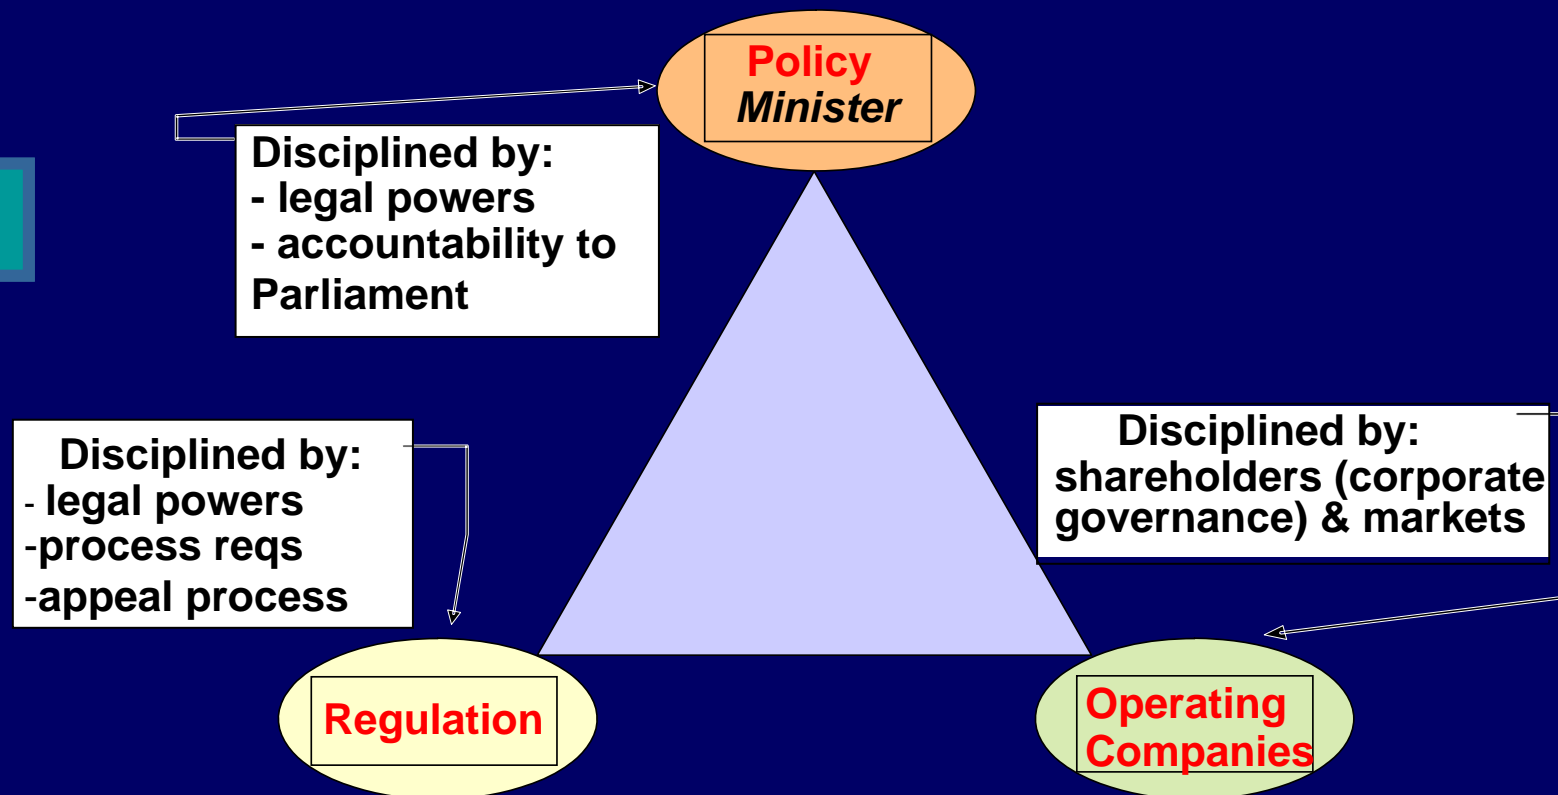 Policy
Minister
Disciplined by:
- legal powers
- accountability to
Parliament
Disciplined by:
- legal powers
-process reqs
-appeal process
Disciplined by:
shareholders (corporate
governance) & markets
Regulation
Operating
Companies